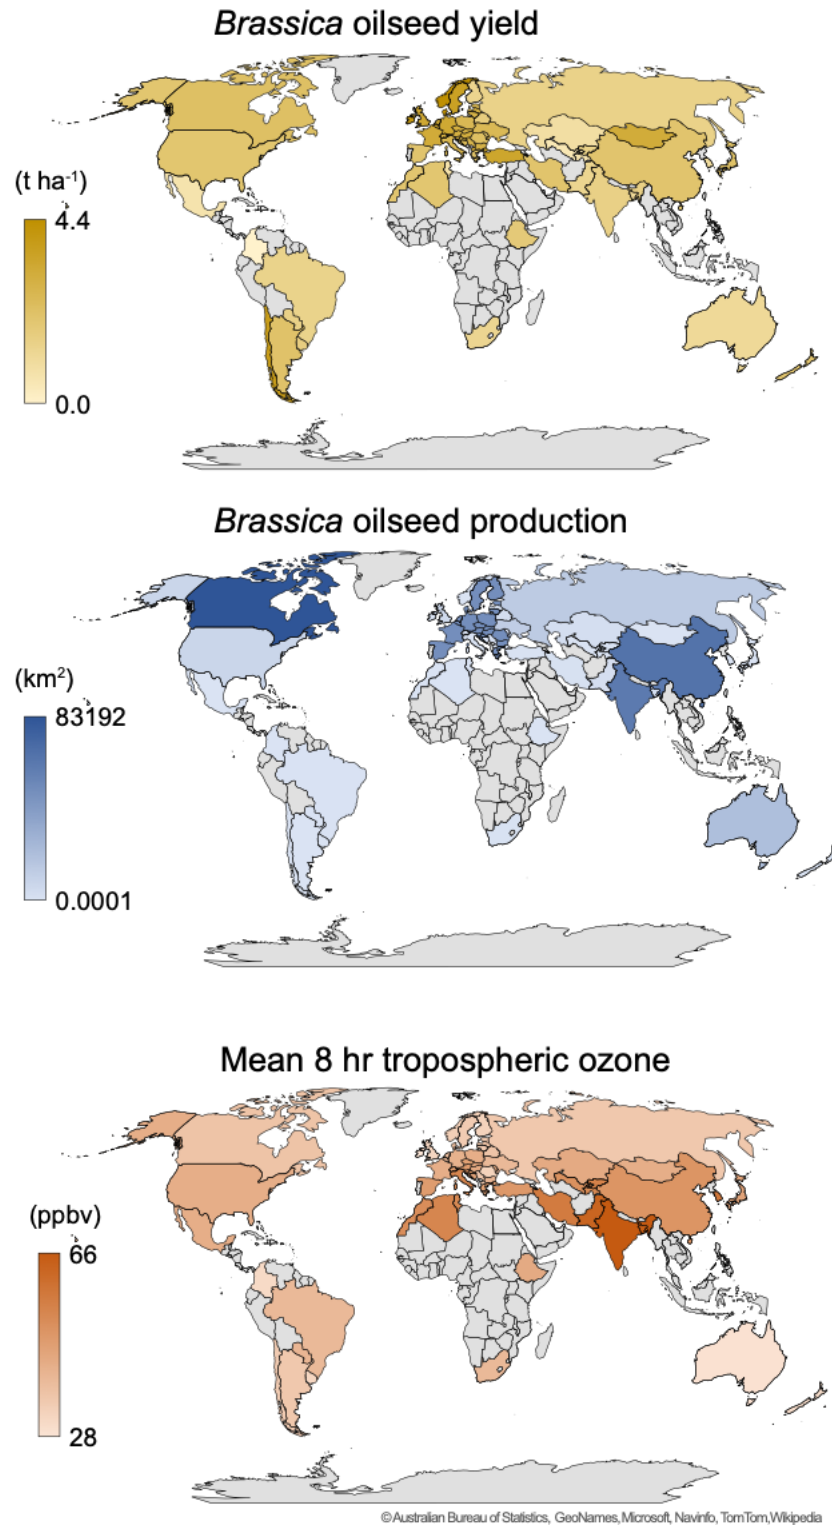 Brassica oilseed yield
(t ha-1)
4.4
0.0
Brassica oilseed production
(km2)
83192
0.0001
Mean 8 hr tropospheric ozone
(ppbv)
66
28
© Australian Bureau of Statistics, GeoNames, Microsoft, Navinfo, TomTom, Wikipedia